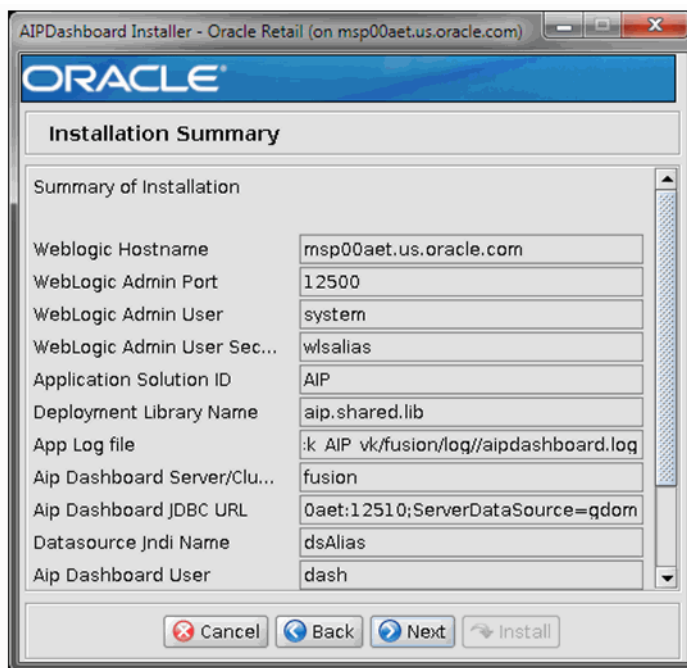 AIPDashboard Installer - Oracle Retail (on msp00aet.us.oracle.com)
ORACLE®
Installation Summary
Summary of Installation
Weblogic Hostname msp00aet.us.oracle.com
WebLogic Admin Port 12500
WebLogic Admin User system
WebLogic Admin User Sec... wlsalias
Application Solution ID AIP
Deployment Library Name aip.shared.lib
App Log file :k AIP vk/fusion/log//aipdashboard.log
Aip Dashboard Server/Clu... fusion
Aip Dashboard JDBC URL 0aet:12510;ServerDataSource=gdom
Datasource Jndi Name dsAlias
Aip Dashboard User dash
Cancel Back Next Install